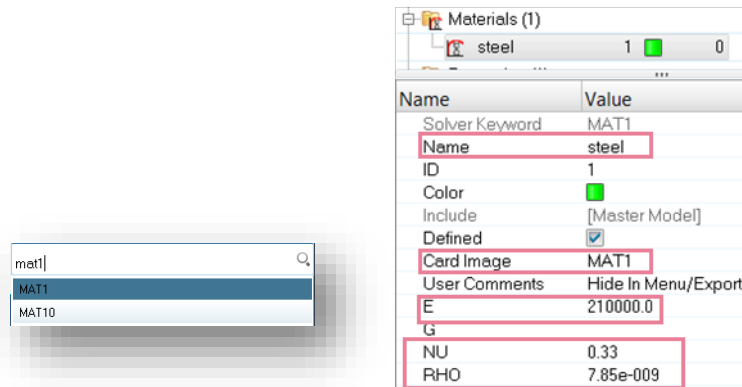 mat1
MAT1
MAT10
Materials (1)
steel 1 0
Name Value
Solver Keyword MAT1
Name steel
ID 1
Color
Include [Master Model]
Defined
Card Image MAT1
User Comments Hide In Menu/Export
E 210000.0
G
NU 0.33
RHO 7.85e-009